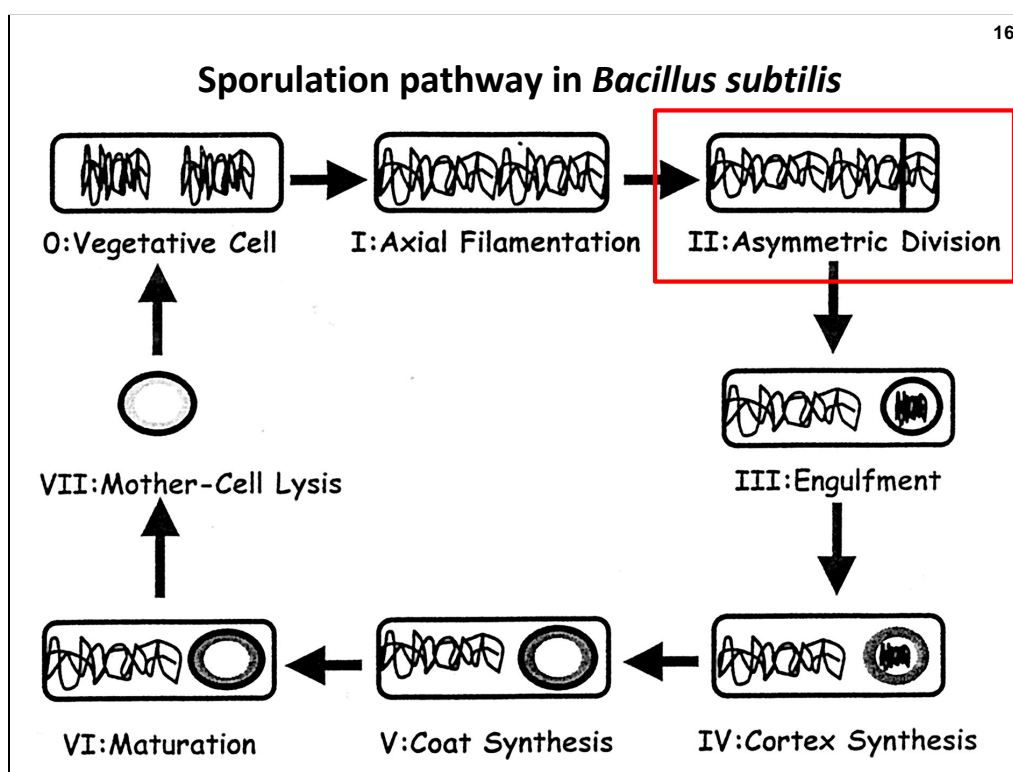 16
Sporulation pathway in Bacillus subtilis
0:Vegetative Cell
I:Axial Filamentation
II:Asymmetric Division
III:Engulfment
IV:Cortex Synthesis
V:Coat Synthesis
VI:Maturation
VII:Mother-Cell Lysis